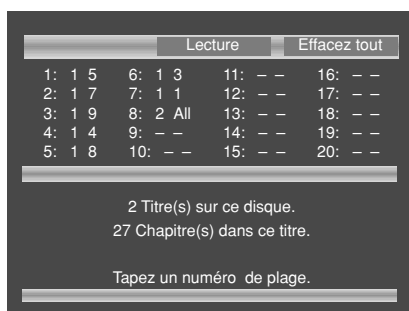 Lecture Effacez tout
1: 1 5 6: 1 3 11: – – 16: – –
2: 1 7 7: 1 1 12: – – 17: – –
3: 1 9 8: 2 All 13: – – 18: – –
4: 1 4 9: – – 14: – – 19: – –
5: 1 8 10: – – 15: – – 20: – –
2 Titre(s) sur ce disque.
27 Chapitre(s) dans ce titre.
Tapez un numéro de plage.